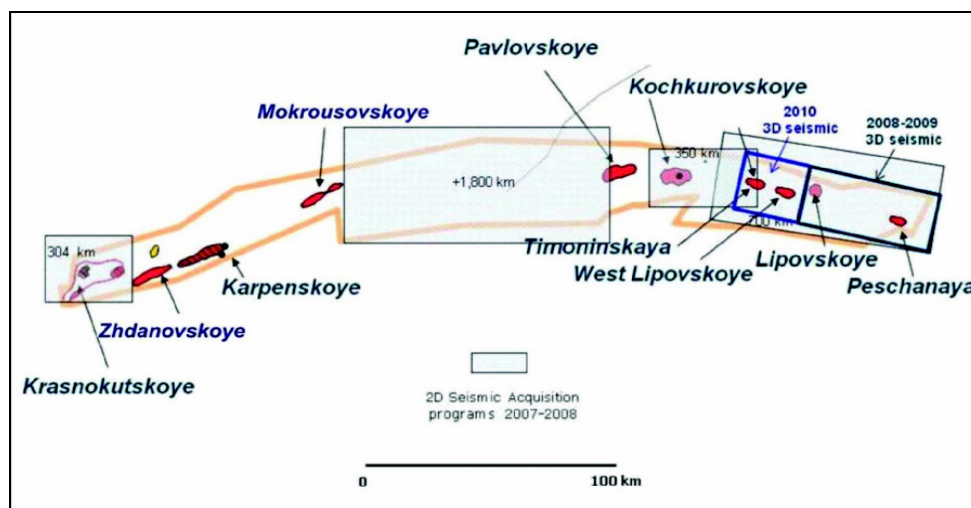 Pavlovskoye
Kochkurovskoye
Mokrousovskoye
2010
3D seismic
2008-2009
3D seismic
350 km
+1,800 km
304 km
Timoninskaya
West Lipovskoye
Lipovskoye
Peschanaya
Karpenskoye
Zhdanovskoye
Krasnokutskoye
2D Seismic Acquisition
programs 2007-2008
0
100 km